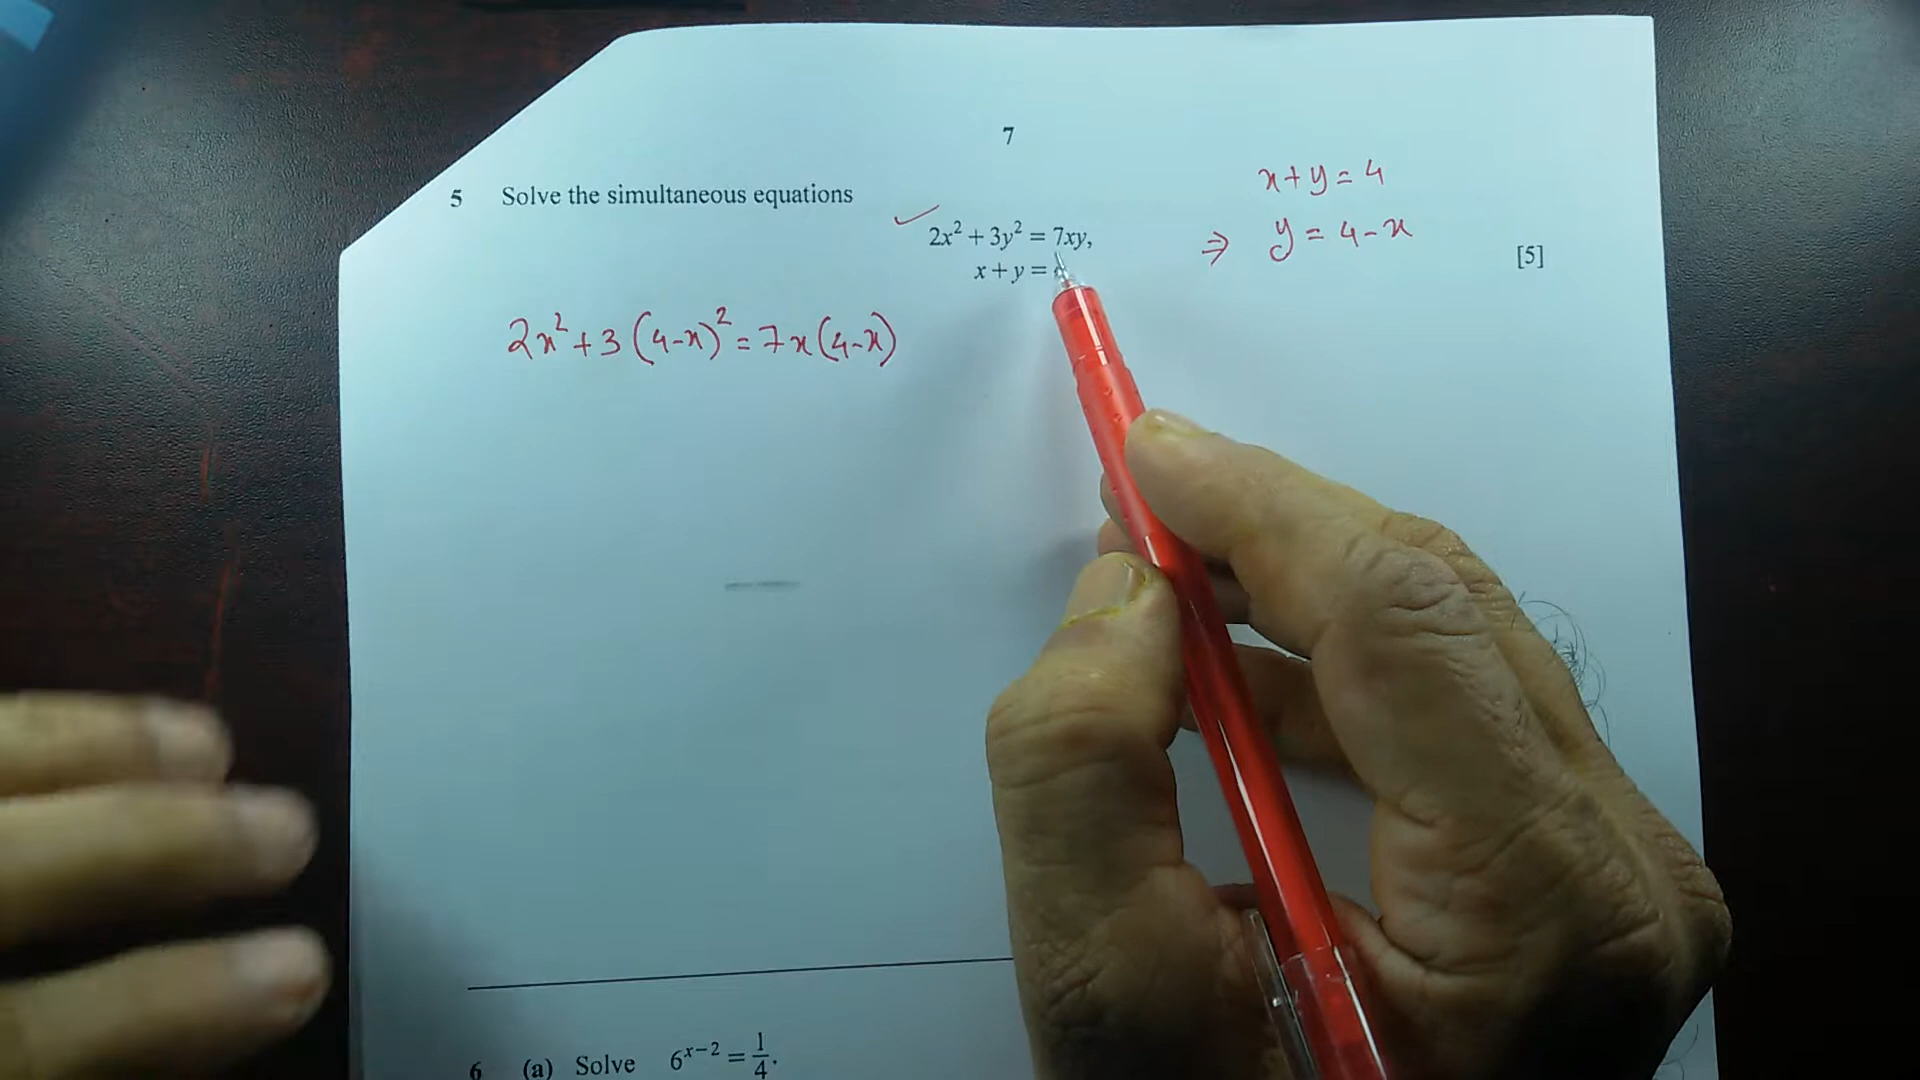 7
5 Solve the simultaneous equations
2x² + 3y² = 7xy,
x + y =
[5]
x + y = 4
⇒ y = 4 - x
2x² + 3(4-x)² = 7x(4-x)
6 (a) Solve 6^{x-2} = 1/4.